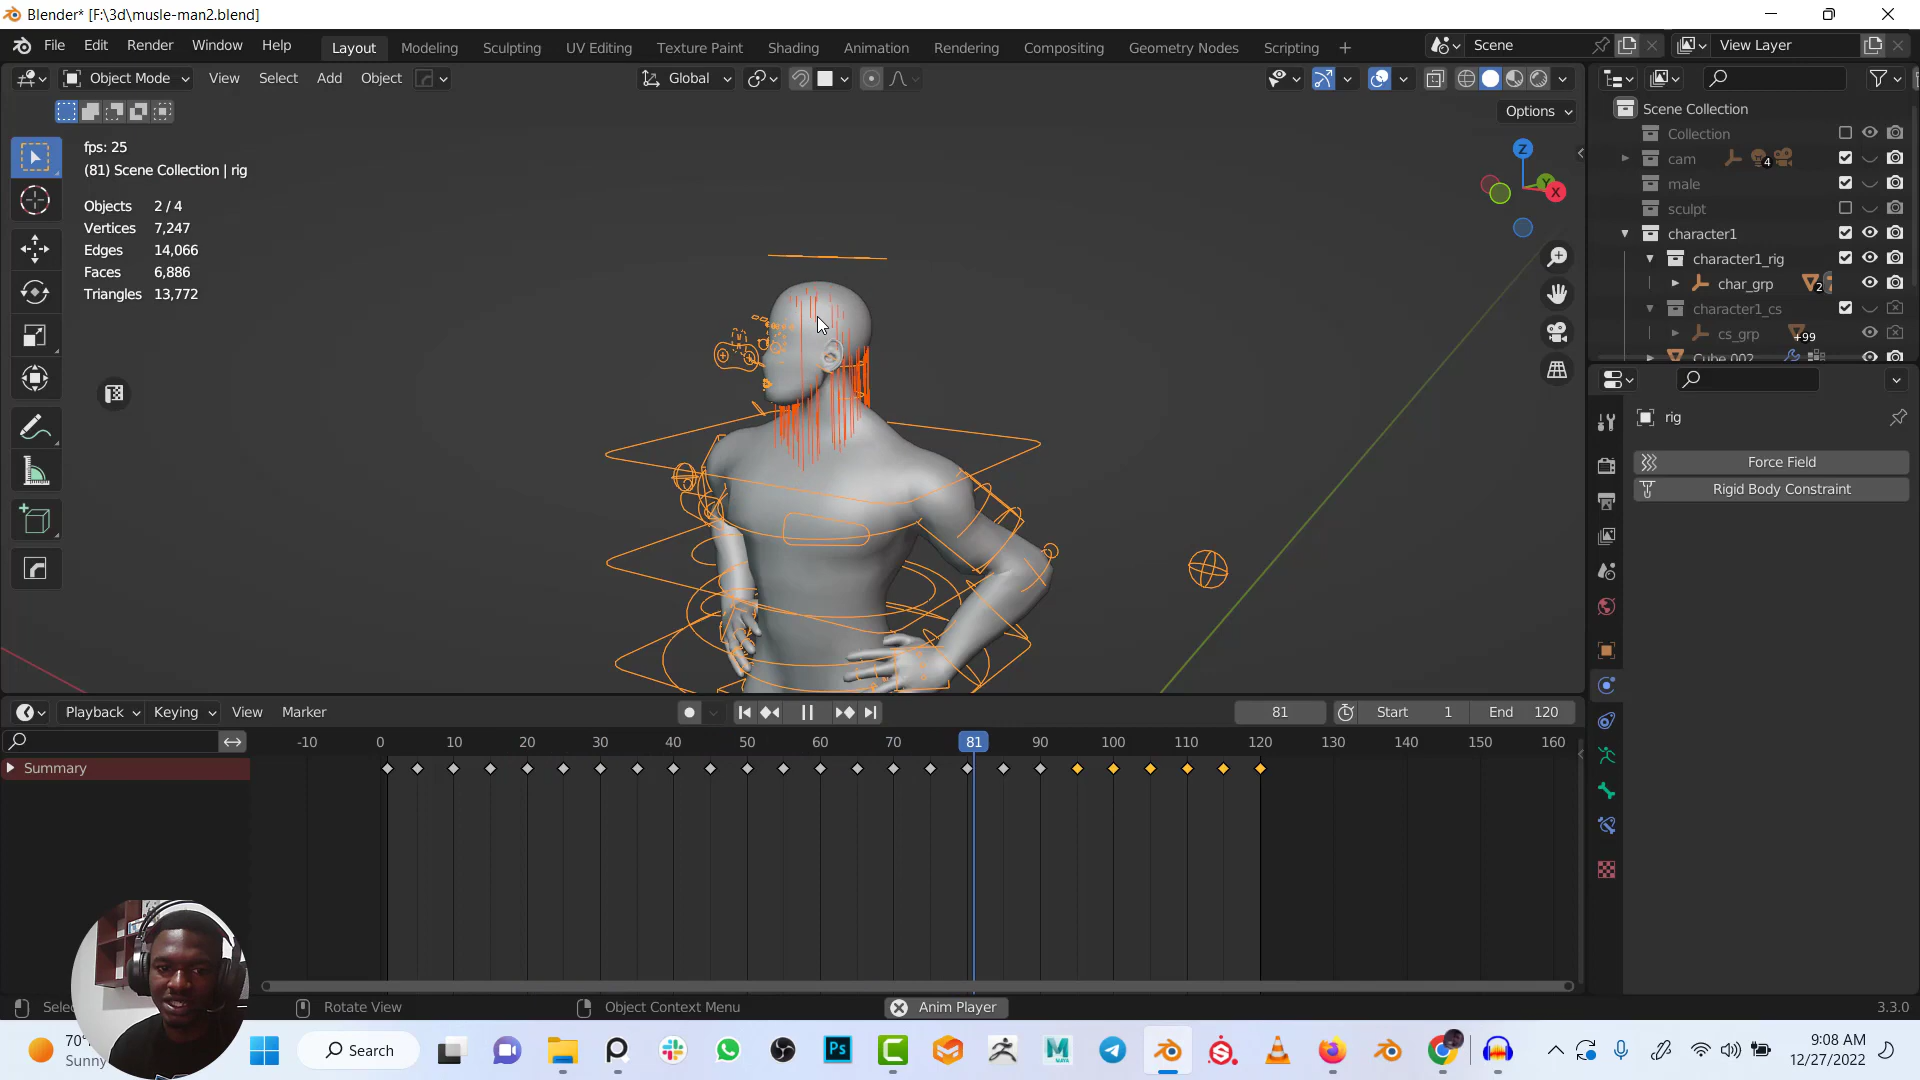 Blender* [F:\3d\musle-man2.blend]
File Edit Render Window Help
Layout Modeling Sculpting UV Editing Texture Paint Shading Animation Rendering Compositing Geometry Nodes Scripting
Scene
View Layer
Object Mode View Select Add Object
Global
Options
fps: 25
(81) Scene Collection | rig
Objects 2 / 4
Vertices 7,247
Edges 14,066
Faces 6,886
Triangles 13,772
Z
Y
X
Scene Collection
Collection
cam 4
male
sculpt
character1
character1_rig
char_grp 2
character1_cs
cs_grp +99
Cube.002
rig
Force Field
Rigid Body Constraint
Playback Keying View Marker
81
Start 1
End 120
-10 0 10 20 30 40 50 60 70 81 90 100 110 120 130 140 150 160
Summary
Rotate View
Object Context Menu
Anim Player
3.3.0
Sunny
Search
Ps
9:08 AM
12/27/2022